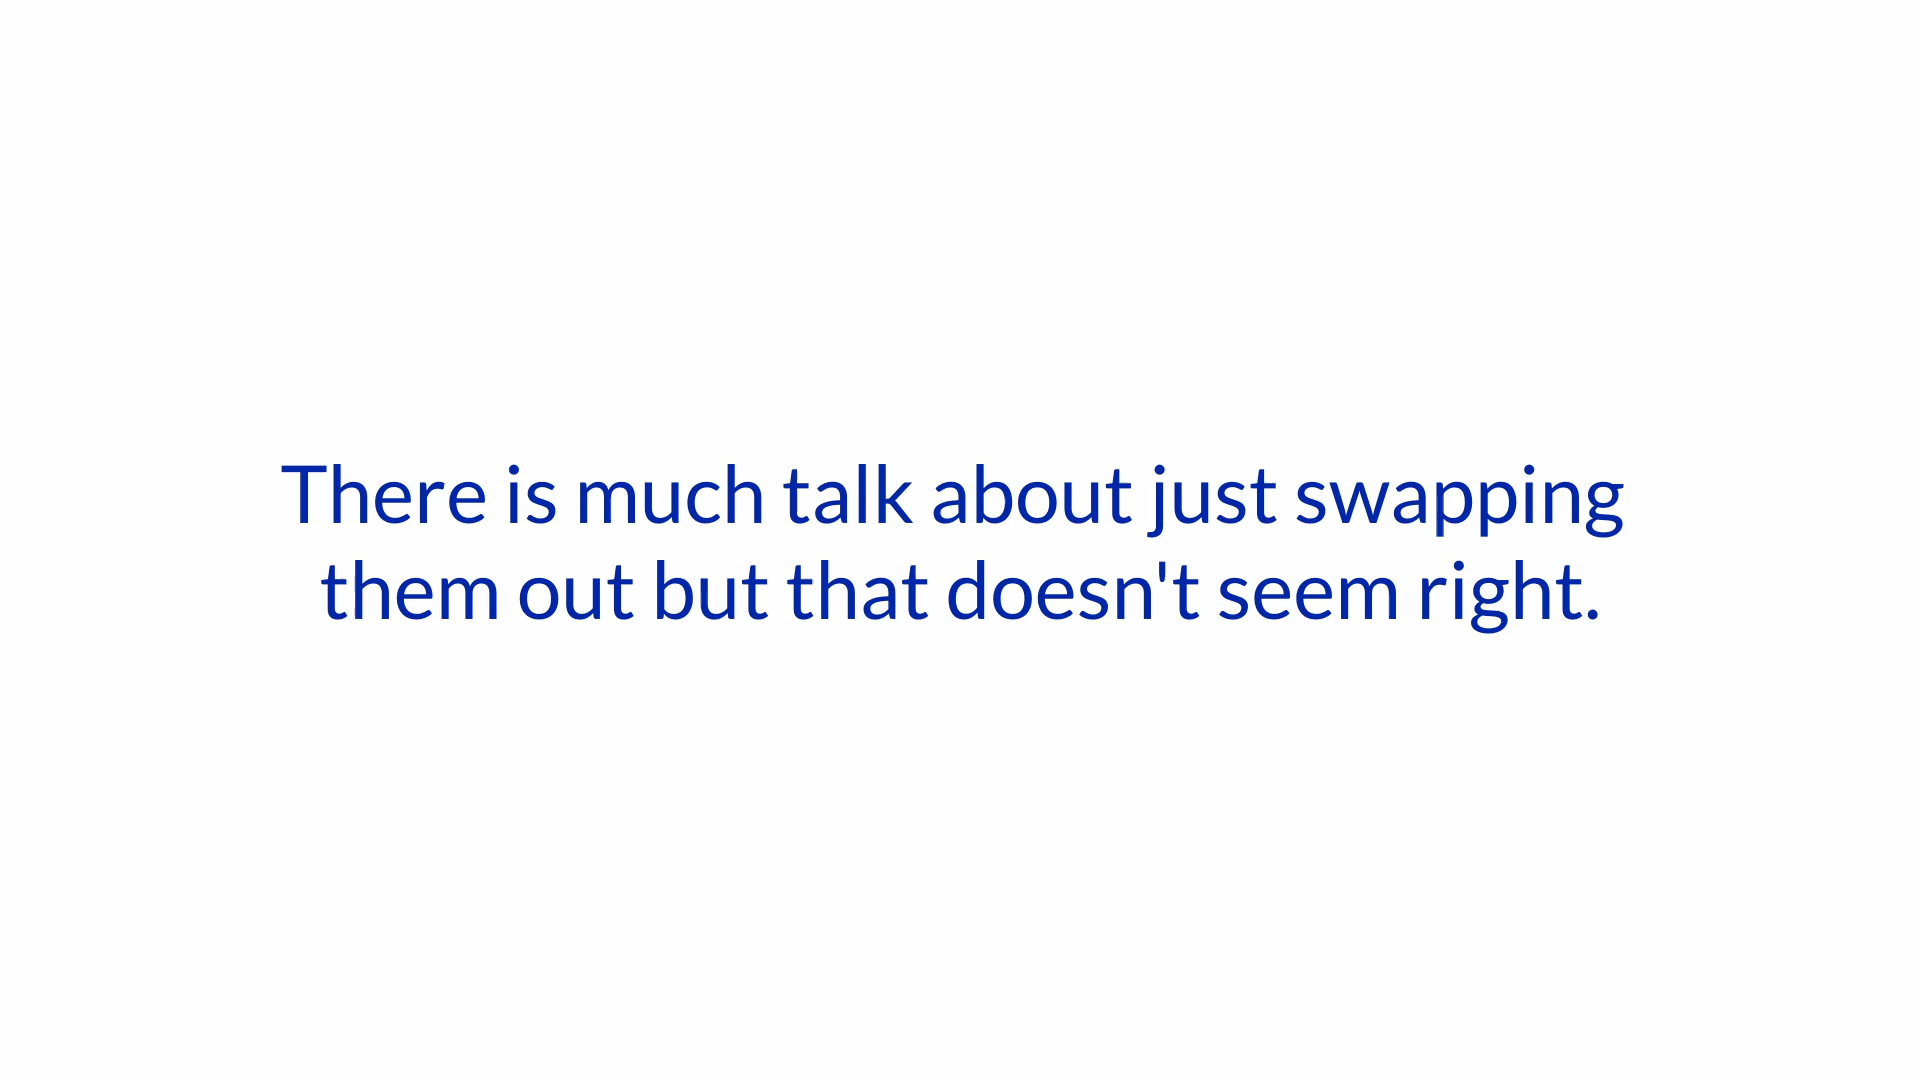 There is much talk about just swapping
them out but that doesn't seem right.